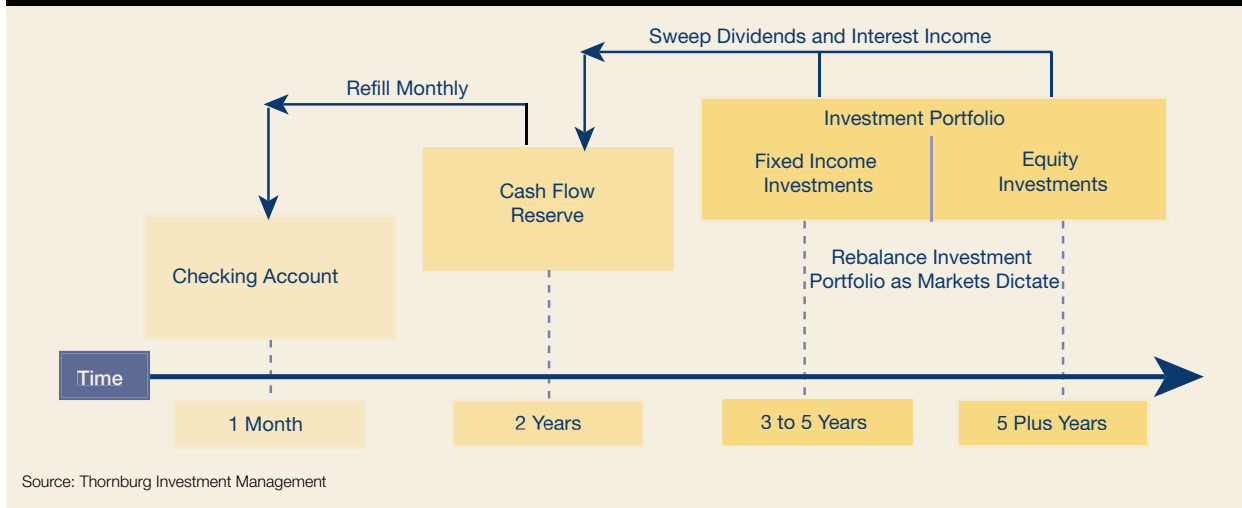 Sweep Dividends and Interest Income
Refill Monthly
Investment Portfolio
Fixed Income
Investments
Equity
Investments
Cash Flow
Reserve
Checking Account
Rebalance Investment
Portfolio as Markets Dictate
Time
1 Month
2 Years
3 to 5 Years
5 Plus Years
Source: Thornburg Investment Management